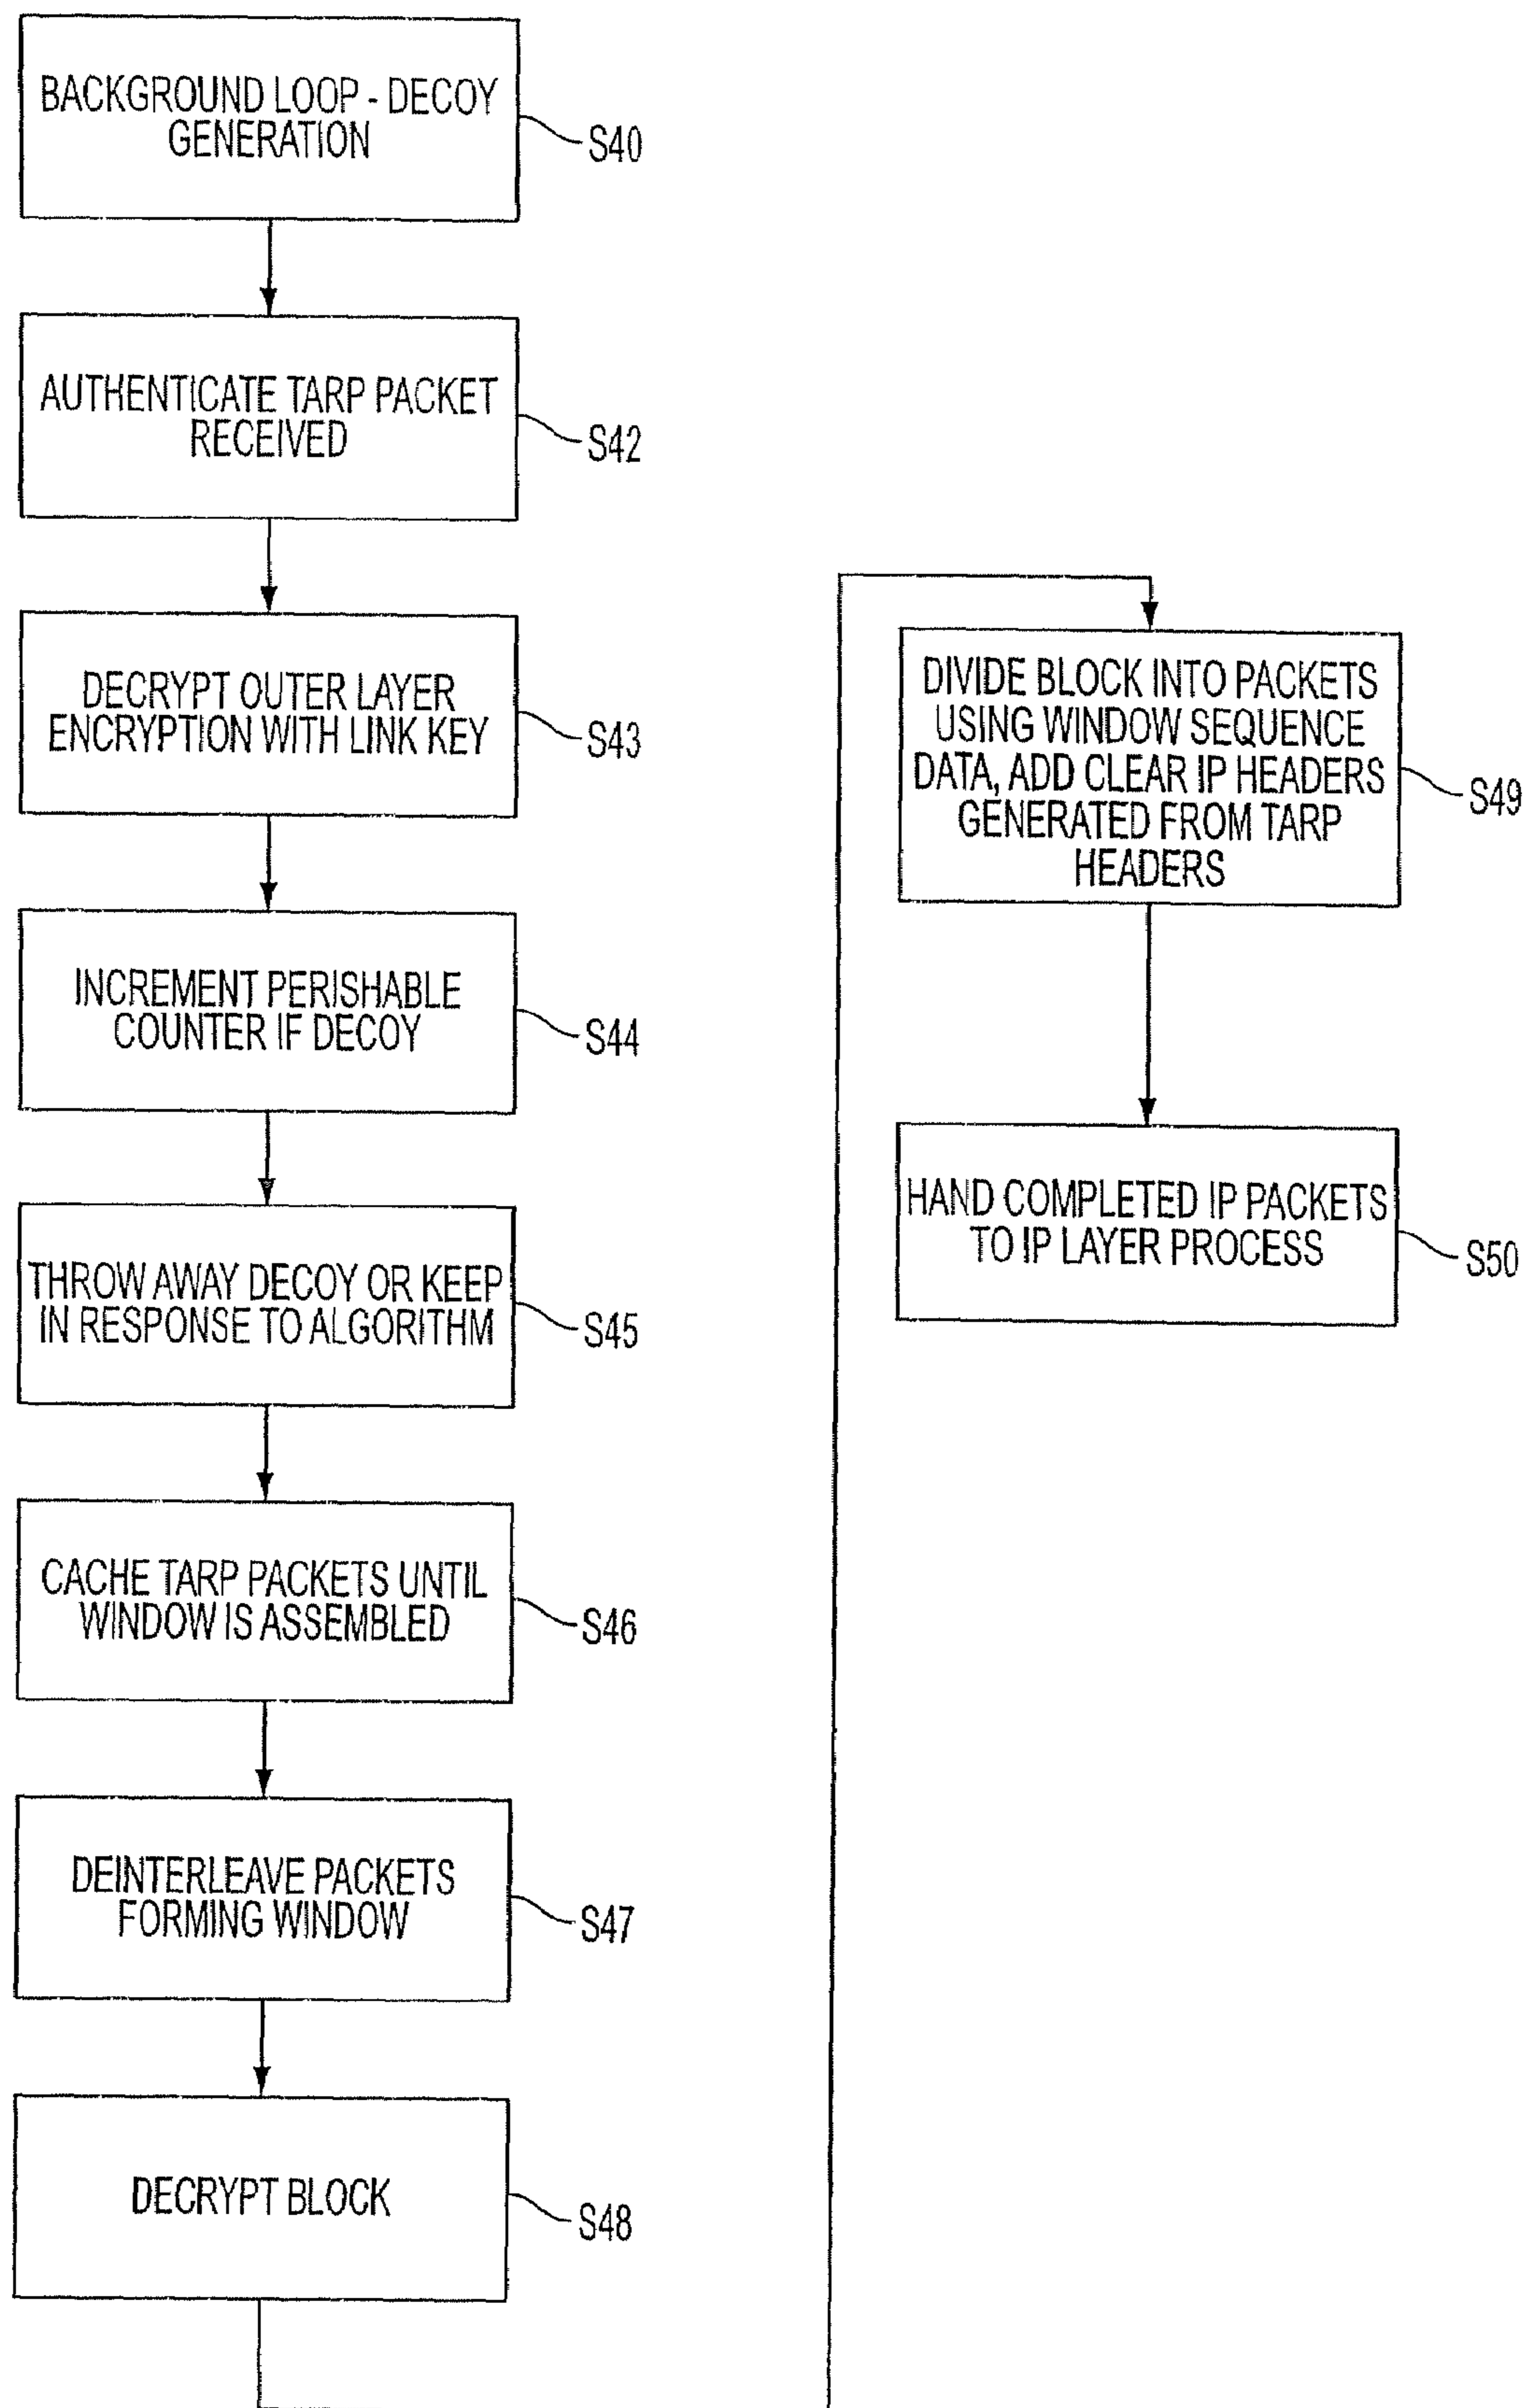 BACKGROUND LOOP - DECOY
GENERATION
S40
AUTHENTICATE TARP PACKET
RECEIVED
S42
DECRYPT OUTER LAYER
ENCRYPTION WITH LINK KEY
S43
INCREMENT PERISHABLE
COUNTER IF DECOY
S44
THROW AWAY DECOY OR KEEP
IN RESPONSE TO ALGORITHM
S45
CACHE TARP PACKETS UNTIL
WINDOW IS ASSEMBLED
S46
DEINTERLEAVE PACKETS
FORMING WINDOW
S47
DECRYPT BLOCK
S48
DIVIDE BLOCK INTO PACKETS
USING WINDOW SEQUENCE
DATA, ADD CLEAR IP HEADERS
GENERATED FROM TARP
HEADERS
S49
HAND COMPLETED IP PACKETS
TO IP LAYER PROCESS
S50